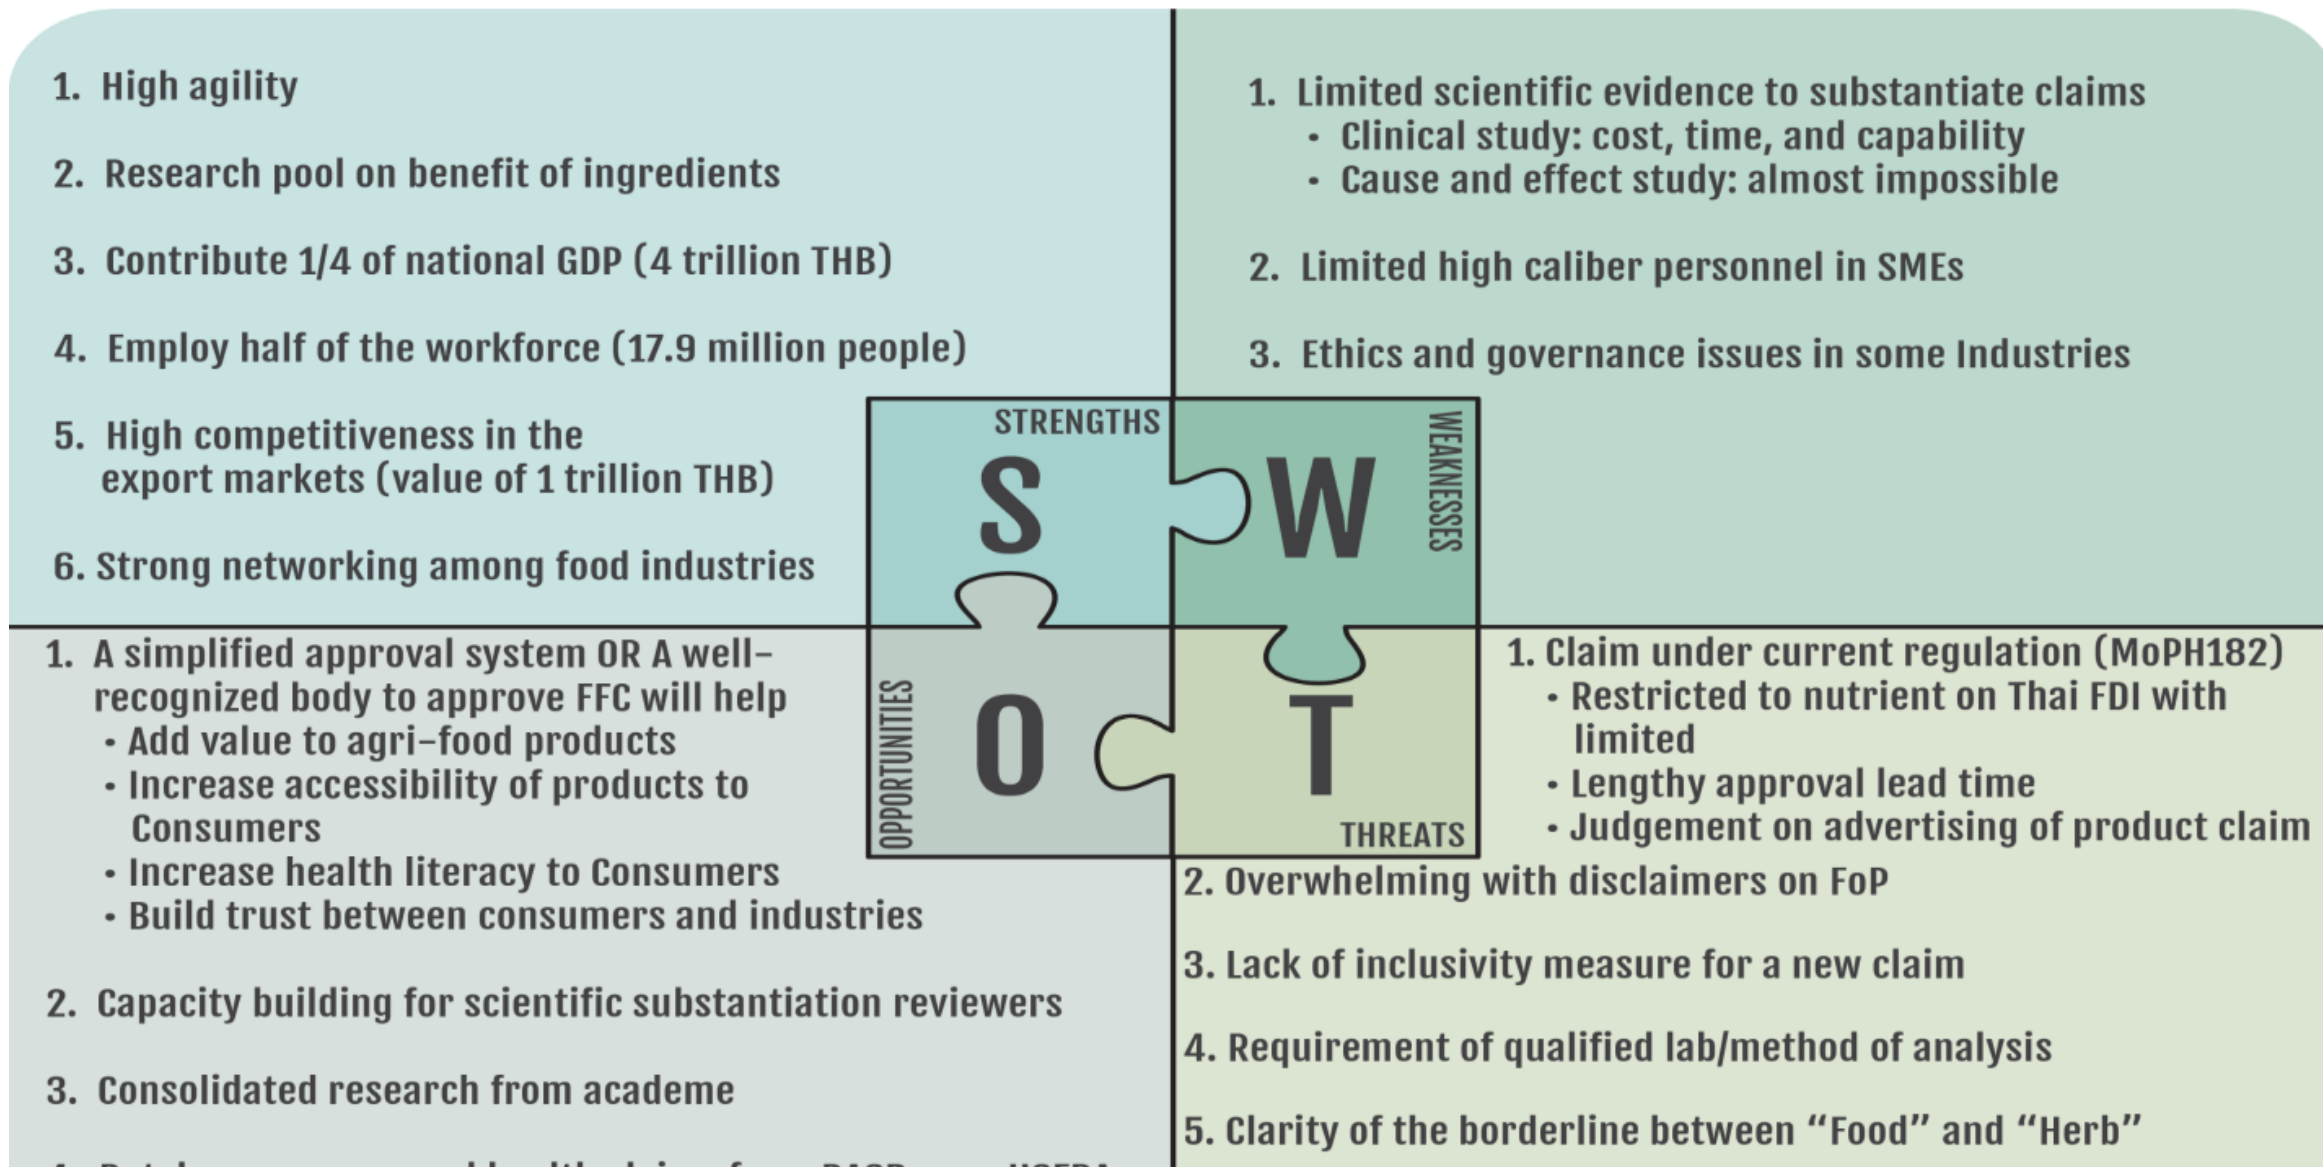 1. High agility
2. Research pool on benefit of ingredients
3. Contribute 1/4 of national GDP (4 trillion THB)
4. Employ half of the workforce (17.9 million people)
5. High competitiveness in the
export markets (value of 1 trillion THB)
6. Strong networking among food industries
1. Limited scientific evidence to substantiate claims
• Clinical study: cost, time, and capability
• Cause and effect study: almost impossible
2. Limited high caliber personnel in SMEs
3. Ethics and governance issues in some Industries
STRENGTHS
S
WEAKNESSES
W
OPPORTUNITIES
O
T
THREATS
1. A simplified approval system OR A well-
recognized body to approve FFC will help
• Add value to agri-food products
• Increase accessibility of products to
Consumers
• Increase health literacy to Consumers
• Build trust between consumers and industries
2. Capacity building for scientific substantiation reviewers
3. Consolidated research from academe
1. Claim under current regulation (MoPH182)
• Restricted to nutrient on Thai FDI with
limited
• Lengthy approval lead time
• Judgement on advertising of product claim
2. Overwhelming with disclaimers on FoP
3. Lack of inclusivity measure for a new claim
4. Requirement of qualified lab/method of analysis
5. Clarity of the borderline between “Food” and “Herb”